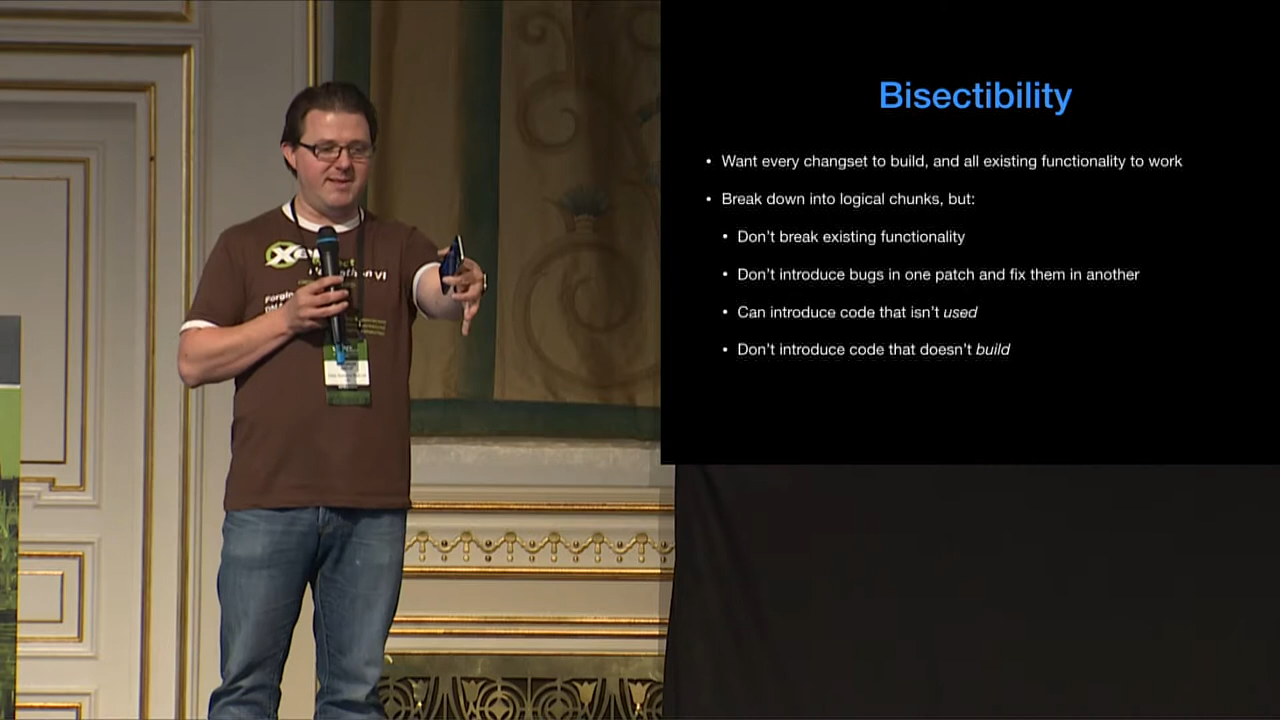 Bisectibility
• Want every changset to build, and all existing functionality to work
• Break down into logical chunks, but:
• Don't break existing functionality
• Don't introduce bugs in one patch and fix them in another
• Can introduce code that isn't used
• Don't introduce code that doesn't build